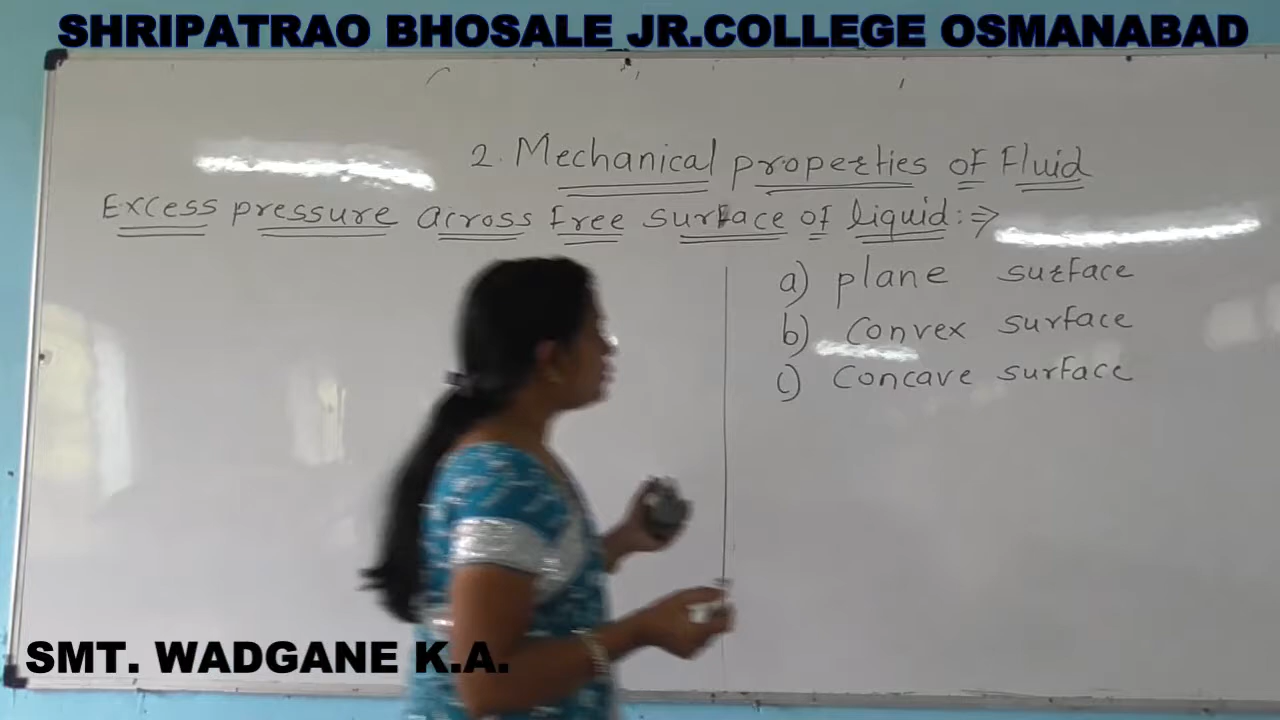 SHRIPATRAO BHOSALE JR.COLLEGE OSMANABAD
2. Mechanical properties of Fluid
Excess pressure across free surface of liquid :⇒
a) plane surface
b) convex surface
c) concave surface
SMT. WADGANE K.A.